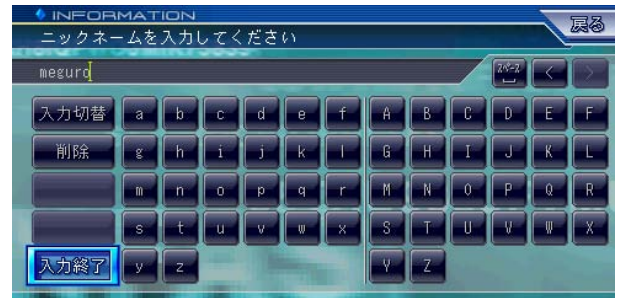 INFORMATION
戻る
ニックネームを入力してください
meguro
スペース < >
入力切替 a b c d e f A B C D E F
削除 g h i j k l G H I J K L
m n o p q r M N O P Q R
s t u v w x S T U V W X
入力終了 y z Y Z